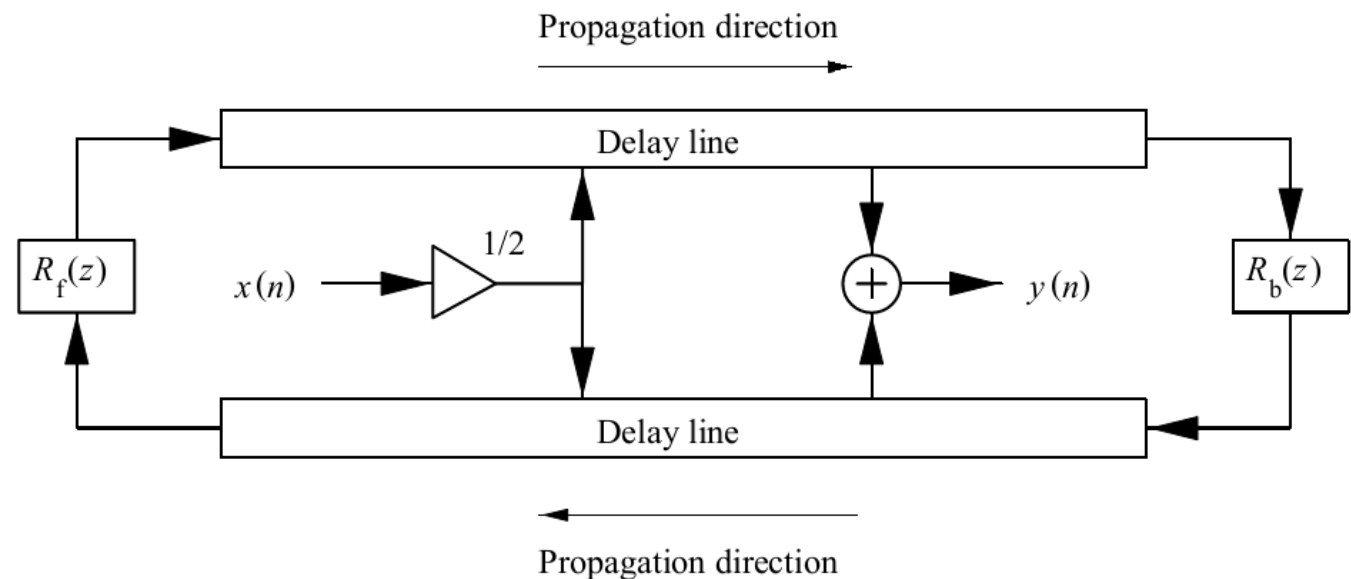 Propagation direction
Delay line
R_f(z)
x(n)
1/2
+
y(n)
R_b(z)
Delay line
Propagation direction